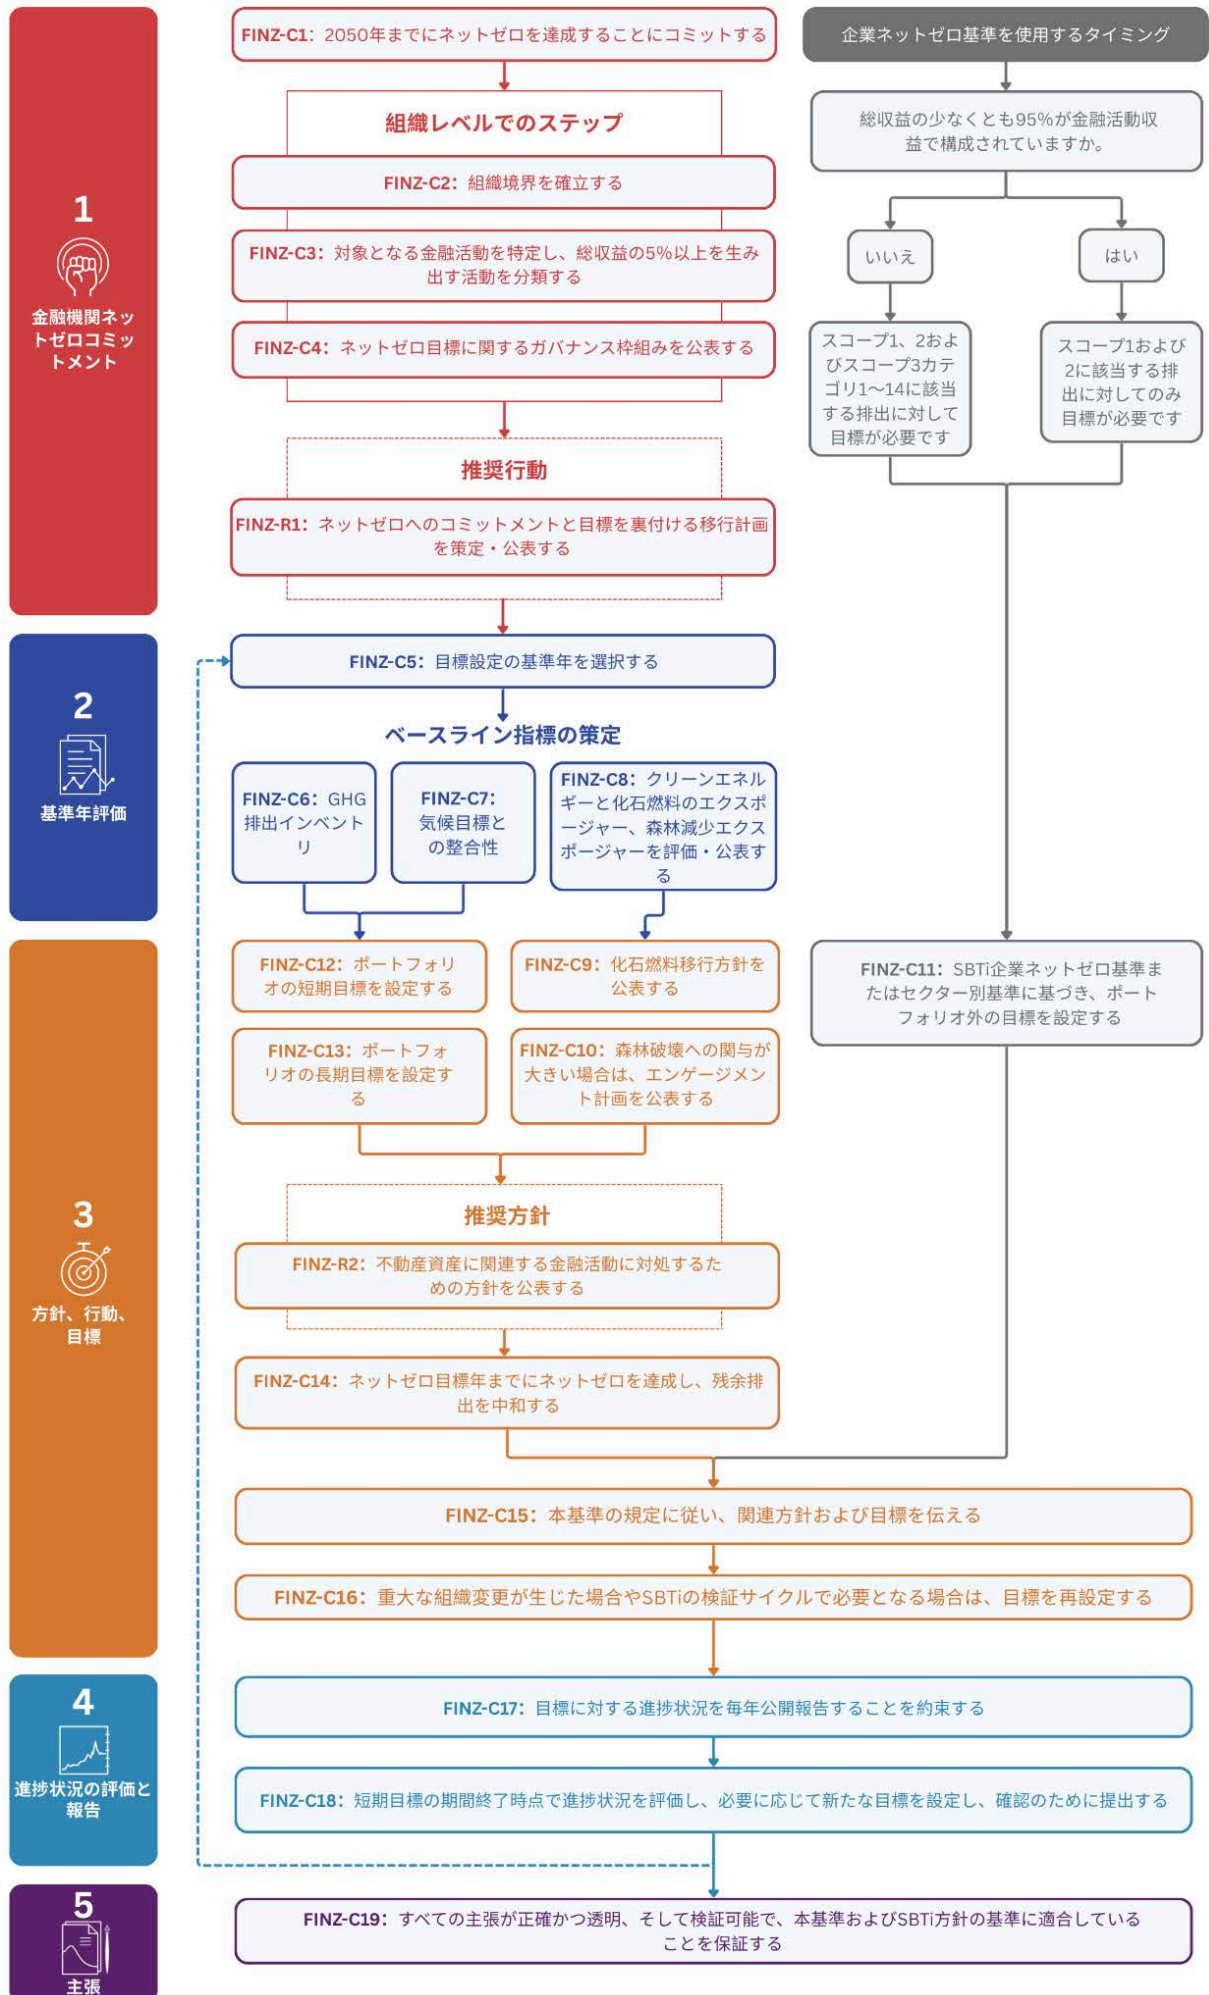 1
金融機関ネッ
トゼロコミッ
トメント
FINZ-C1：2050年までにネットゼロを達成することにコミットする
組織レベルでのステップ
FINZ-C2：組織境界を確立する
FINZ-C3：対象となる金融活動を特定し、総収益の5%以上を生み
出す活動を分類する
FINZ-C4：ネットゼロ目標に関するガバナンス枠組みを公表する
推奨行動
FINZ-R1：ネットゼロへのコミットメントと目標を裏付ける移行計画
を策定・公表する
企業ネットゼロ基準を使用するタイミング
総収益の少なくとも95%が金融活動収
益で構成されていますか。
いいえ
はい
スコープ1、2およ
びスコープ3カテ
ゴリ1～14に該当
する排出に対して
目標が必要です
スコープ1および
2に該当する排
出に対してのみ
目標が必要です
2
基準年評価
FINZ-C5：目標設定の基準年を選択する
ベースライン指標の策定
FINZ-C6：GHG
排出インベント
リ
FINZ-C7：
気候目標と
の整合性
FINZ-C8：クリーンエネル
ギーと化石燃料のエクスポ
ージャー、森林減少エクス
ポージャーを評価・公表す
る
3
方針、行動、
目標
FINZ-C12：ポートフォリ
オの短期目標を設定する
FINZ-C9：化石燃料移行方針を
公表する
FINZ-C11：SBTi企業ネットゼロ基準ま
たはセクター別基準に基づき、ポート
フォリオ外の目標を設定する
FINZ-C13：ポートフォ
リオの長期目標を設定す
る
FINZ-C10：森林破壊への関与が
大きい場合は、エンゲージメン
ト計画を公表する
推奨方針
FINZ-R2：不動産資産に関連する金融活動に対処するた
めの方針を公表する
FINZ-C14：ネットゼロ目標年までにネットゼロを達成し、残余排
出を中和する
FINZ-C15：本基準の規定に従い、関連方針および目標を伝える
FINZ-C16：重大な組織変更が生じた場合やSBTiの検証サイクルで必要となる場合は、目標を再設定する
4
進捗状況の評価と
報告
FINZ-C17：目標に対する進捗状況を毎年公開報告することを約束する
FINZ-C18：短期目標の期間終了時点で進捗状況を評価し、必要に応じて新たな目標を設定し、確認のために提出する
5
主張
FINZ-C19：すべての主張が正確かつ透明、そして検証可能で、本基準およびSBTi方針の基準に適合している
ことを保証する